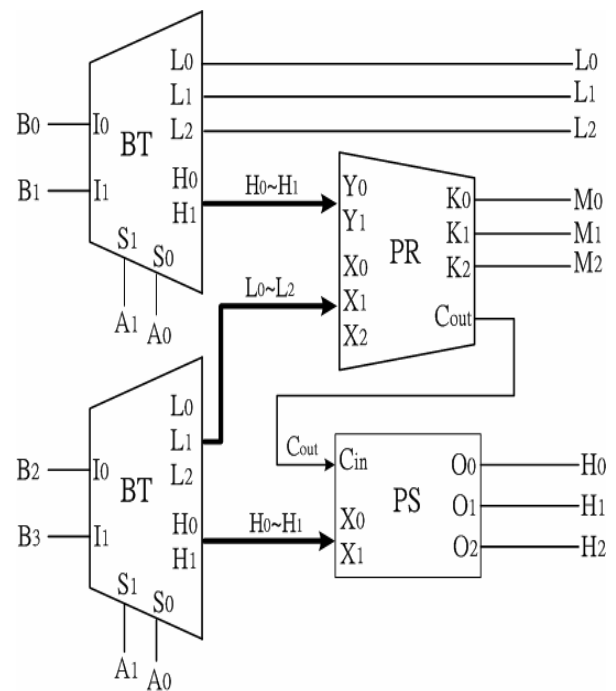 L0 L0
L1 L1
B0 I0 L2 L2
BT
B1 I1 H0 H0~H1 Y0 K0 M0
H1 Y1 K1 M1
S1 S0 X0 PR K2 M2
L0~L2 X1
A1 A0 X2 Cout
L0
L1 Cout Cin O0 H0
B2 I0 L2
BT X0 PS O1 H1
B3 I1 H0 H0~H1 X1 O2 H2
H1
S1 S0
A1 A0